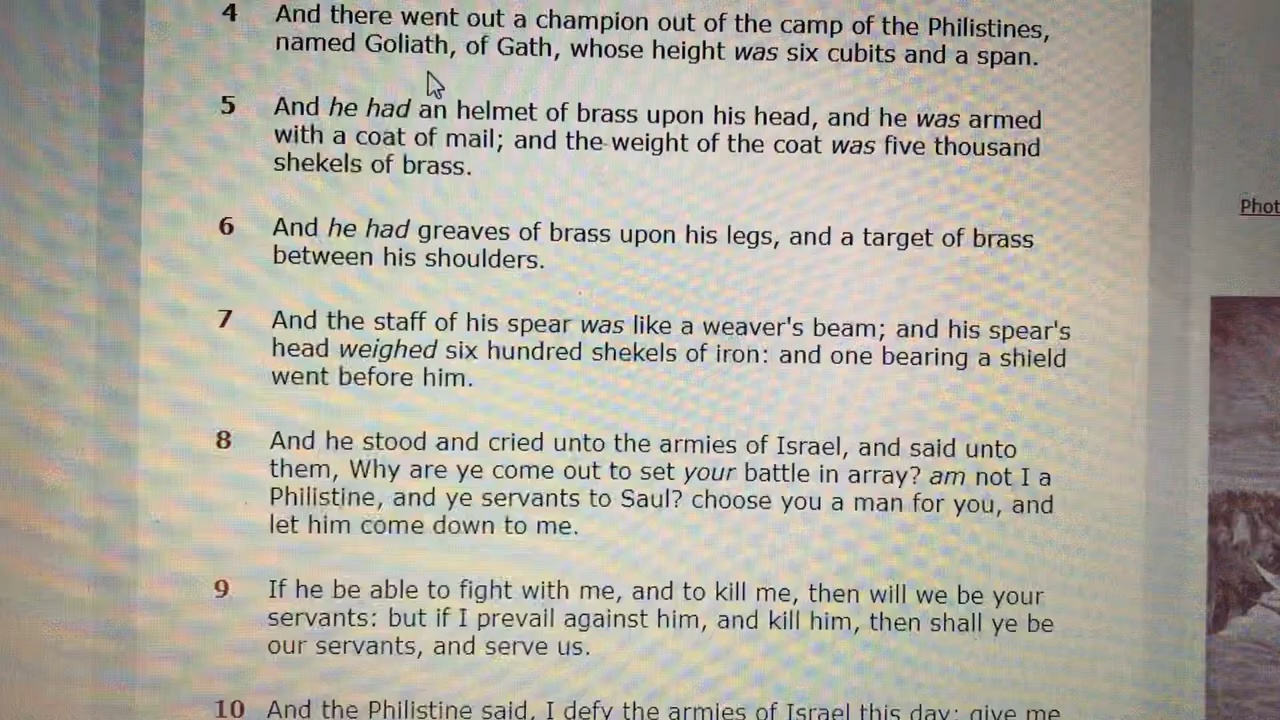 4 And there went out a champion out of the camp of the Philistines,
named Goliath, of Gath, whose height was six cubits and a span.
5 And he had an helmet of brass upon his head, and he was armed
with a coat of mail; and the weight of the coat was five thousand
shekels of brass.
Phot
6 And he had greaves of brass upon his legs, and a target of brass
between his shoulders.
7 And the staff of his spear was like a weaver's beam; and his spear's
head weighed six hundred shekels of iron: and one bearing a shield
went before him.
8 And he stood and cried unto the armies of Israel, and said unto
them, Why are ye come out to set your battle in array? am not I a
Philistine, and ye servants to Saul? choose you a man for you, and
let him come down to me.
9 If he be able to fight with me, and to kill me, then will we be your
servants: but if I prevail against him, and kill him, then shall ye be
our servants, and serve us.
10 And the Philistine said, I defy the armies of Israel this day; give me